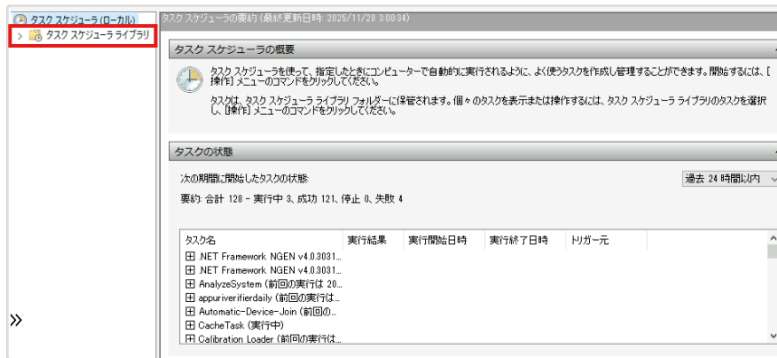 タスク スケジューラ (ローカル)
タスク スケジューラ ライブラリ
タスク スケジューラの要約 (最終更新日時: 2025/11/28 3:00:34)
タスク スケジューラの概要
タスク スケジューラを使って、指定したときにコンピューターで自動的に実行されるように、よく使うタスクを作成し管理することができます。開始するには、[
操作] メニューのコマンドをクリックしてください。
タスクは、タスク スケジューラ ライブラリ フォルダーに保管されます。個々のタスクを表示または操作するには、タスク スケジューラ ライブラリのタスクを選択
し、[操作] メニューのコマンドをクリックしてください。
タスクの状態
次の期間に開始したタスクの状態:
過去 24 時間以内
要約: 合計 128 - 実行中 3、成功 121、停止 0、失敗 4
タスク名 実行結果 実行開始日時 実行終了日時 トリガー元
.NET Framework NGEN v4.0.3031...
.NET Framework NGEN v4.0.3031...
AnalyzeSystem (前回の実行は 20...
appuriverifierdaily (前回の実行は...
Automatic-Device-Join (前回の...
CacheTask (実行中)
Calibration Loader (前回の実行は...